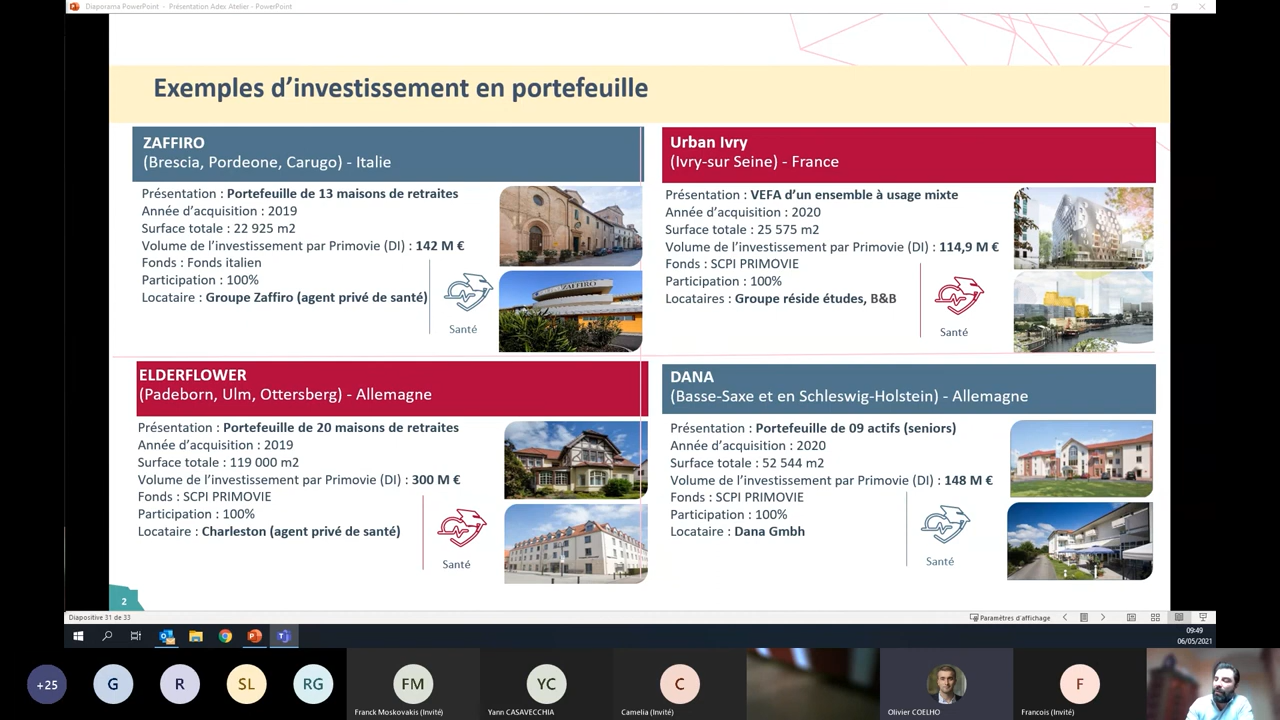 Diaporama PowerPoint - Présentation Adex Atelier - PowerPoint
Exemples d'investissement en portefeuille
ZAFFIRO
(Brescia, Pordeone, Carugo) - Italie
Présentation : Portefeuille de 13 maisons de retraites
Année d'acquisition : 2019
Surface totale : 22 925 m2
Volume de l'investissement par Primovie (DI) : 142 M €
Fonds : Fonds italien
Participation : 100%
Locataire : Groupe Zaffiro (agent privé de santé)
Santé
ZAFFIRO
Urban Ivry
(Ivry-sur Seine) - France
Présentation : VEFA d'un ensemble à usage mixte
Année d'acquisition : 2020
Surface totale : 25 575 m2
Volume de l'investissement par Primovie (DI) : 114,9 M €
Fonds : SCPI PRIMOVIE
Participation : 100%
Locataires : Groupe réside études, B&B
Santé
ELDERFLOWER
(Padeborn, Ulm, Ottersberg) - Allemagne
Présentation : Portefeuille de 20 maisons de retraites
Année d'acquisition : 2019
Surface totale : 119 000 m2
Volume de l'investissement par Primovie (DI) : 300 M €
Fonds : SCPI PRIMOVIE
Participation : 100%
Locataire : Charleston (agent privé de santé)
Santé
DANA
(Basse-Saxe et en Schleswig-Holstein) - Allemagne
Présentation : Portefeuille de 09 actifs (seniors)
Année d'acquisition : 2020
Surface totale : 52 544 m2
Volume de l'investissement par Primovie (DI) : 148 M €
Fonds : SCPI PRIMOVIE
Participation : 100%
Locataire : Dana Gmbh
Santé
2
Diapositive 31 de 33
Paramètres d'affichage
09:49
06/05/2021
+25
G
R
SL
RG
FM
YC
C
F
Franck Moskovakis (Invité)
Yann CASAVECCHIA
Camelia (Invité)
Olivier COELHO
Francois (Invité)